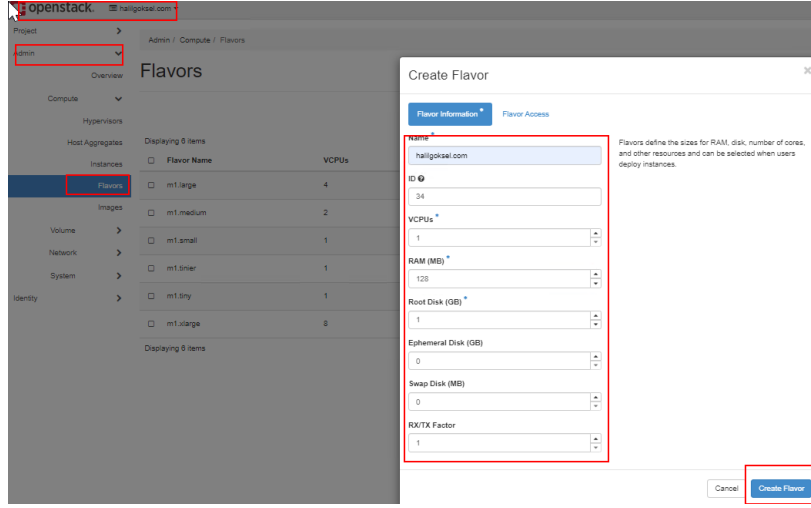 openstack. halilgoksel.com
Project
Admin
Overview
Compute
Hypervisors
Host Aggregates
Instances
Flavors
Images
Volume
Network
System
Identity
Admin / Compute / Flavors
Flavors
Displaying 6 items
Flavor Name VCPUs
m1.large 4
m1.medium 2
m1.small 1
m1.tinier 1
m1.tiny 1
m1.xlarge 8
Displaying 6 items
Create Flavor ×
Flavor Information * Flavor Access
Name *
halilgoksel.com
ID
34
VCPUs *
1
RAM (MB) *
128
Root Disk (GB) *
1
Ephemeral Disk (GB)
0
Swap Disk (MB)
0
RX/TX Factor
1
Flavors define the sizes for RAM, disk, number of cores,
and other resources and can be selected when users
deploy instances.
Cancel Create Flavor